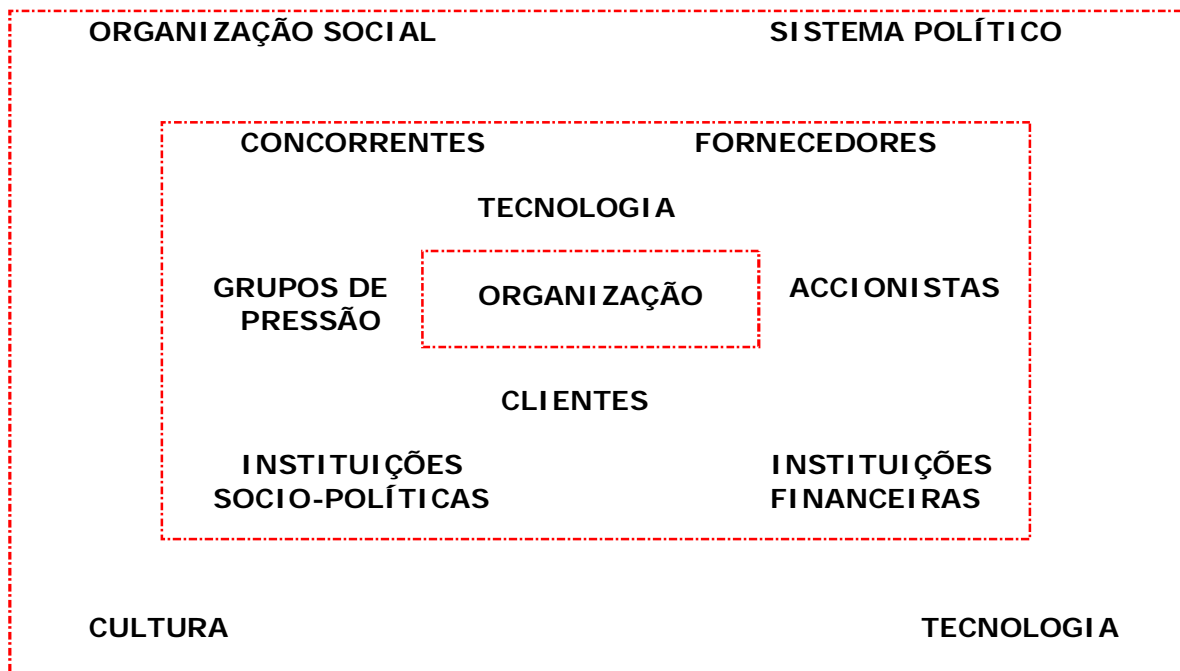 ORGANIZAÇÃO SOCIAL
SISTEMA POLÍTICO
CONCORRENTES
FORNECEDORES
TECNOLOGIA
GRUPOS DE
PRESSÃO
ORGANIZAÇÃO
ACCIONISTAS
CLIENTES
INSTITUIÇÕES
SOCIO-POLÍTICAS
INSTITUIÇÕES
FINANCEIRAS
CULTURA
TECNOLOGIA